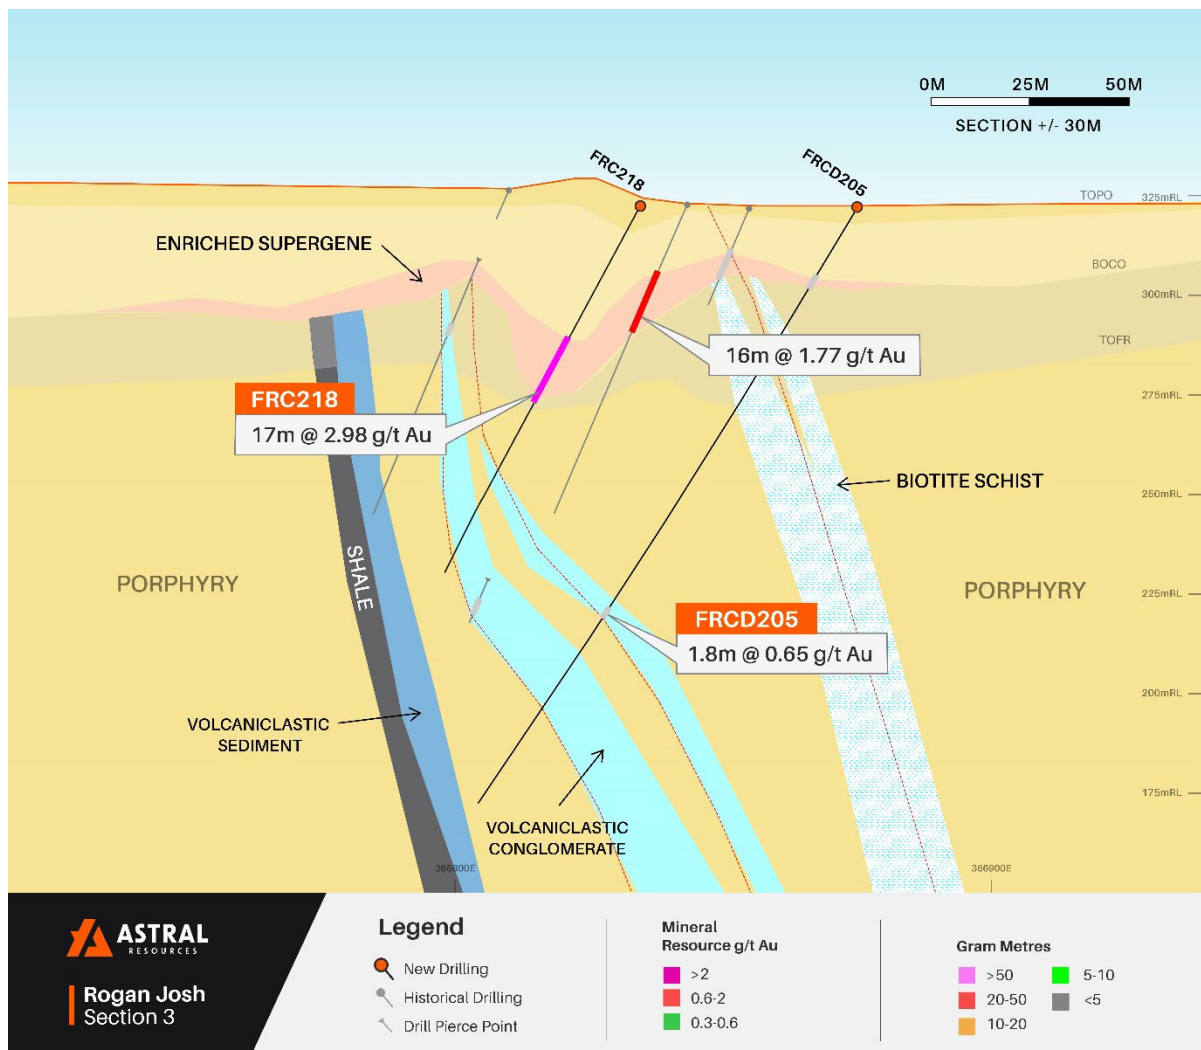 0M 25M 50M
SECTION +/- 30M
FRC218
FRCD205
TOPO 325mRL
ENRICHED SUPERGENE
BOCO
300mRL
TOFR
16m @ 1.77 g/t Au
FRC218
17m @ 2.98 g/t Au
275mRL
BIOTITE SCHIST
250mRL
SHALE
PORPHYRY
PORPHYRY
225mRL
FRCD205
1.8m @ 0.65 g/t Au
200mRL
VOLCANICLASTIC
SEDIMENT
175mRL
VOLCANICLASTIC
CONGLOMERATE
366800E
366900E
ASTRAL
RESOURCES
Rogan Josh
Section 3
Legend
New Drilling
Historical Drilling
Drill Pierce Point
Mineral
Resource g/t Au
>2
0.6-2
0.3-0.6
Gram Metres
>50
5-10
20-50
<5
10-20